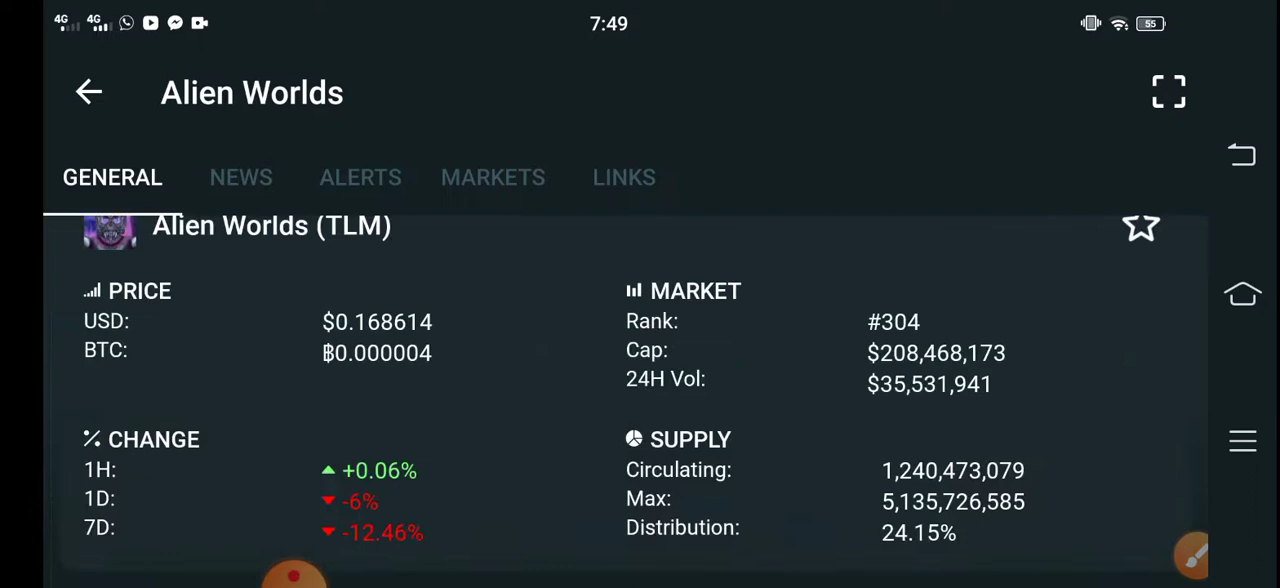 4G 4G 7:49 55
Alien Worlds
GENERAL NEWS ALERTS MARKETS LINKS
Alien Worlds (TLM)
PRICE
USD: $0.168614
BTC: ฿0.000004
MARKET
Rank: #304
Cap: $208,468,173
24H Vol: $35,531,941
CHANGE
1H: +0.06%
1D: -6%
7D: -12.46%
SUPPLY
Circulating: 1,240,473,079
Max: 5,135,726,585
Distribution: 24.15%